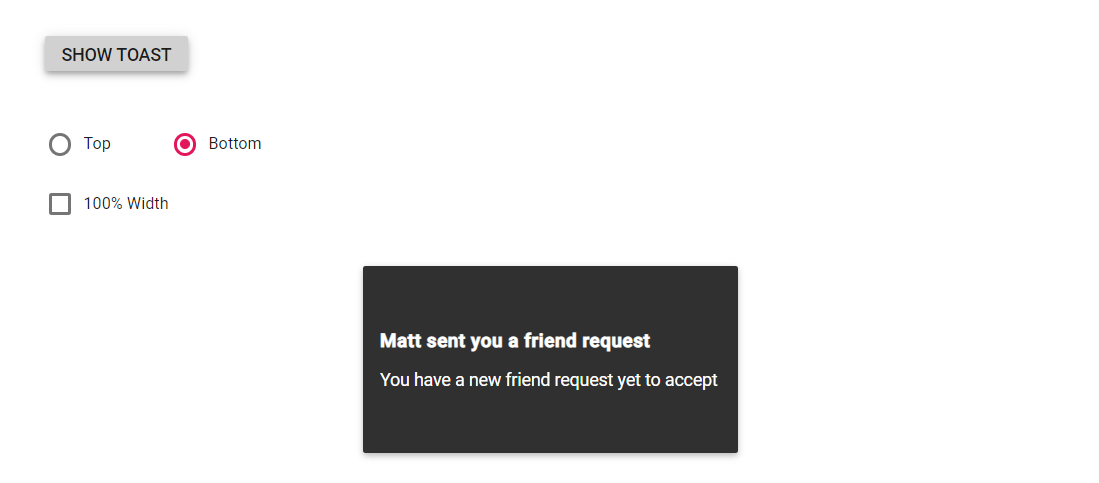 SHOW TOAST
Top Bottom
100% Width
Matt sent you a friend request
You have a new friend request yet to accept